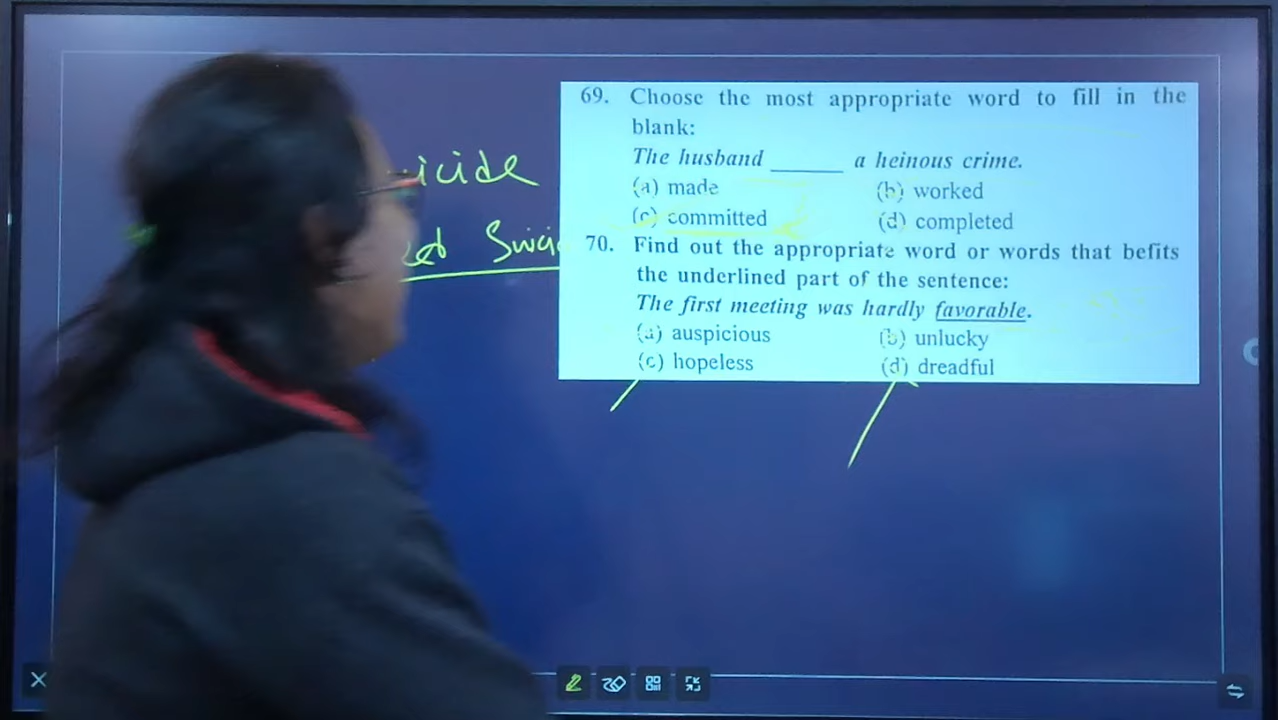 icide
ed Suici
69. Choose the most appropriate word to fill in the
blank:
The husband ______ a heinous crime.
(a) made (b) worked
(c) committed (d) completed
70. Find out the appropriate word or words that befits
the underlined part of the sentence:
The first meeting was hardly favorable.
(a) auspicious (b) unlucky
(c) hopeless (d) dreadful